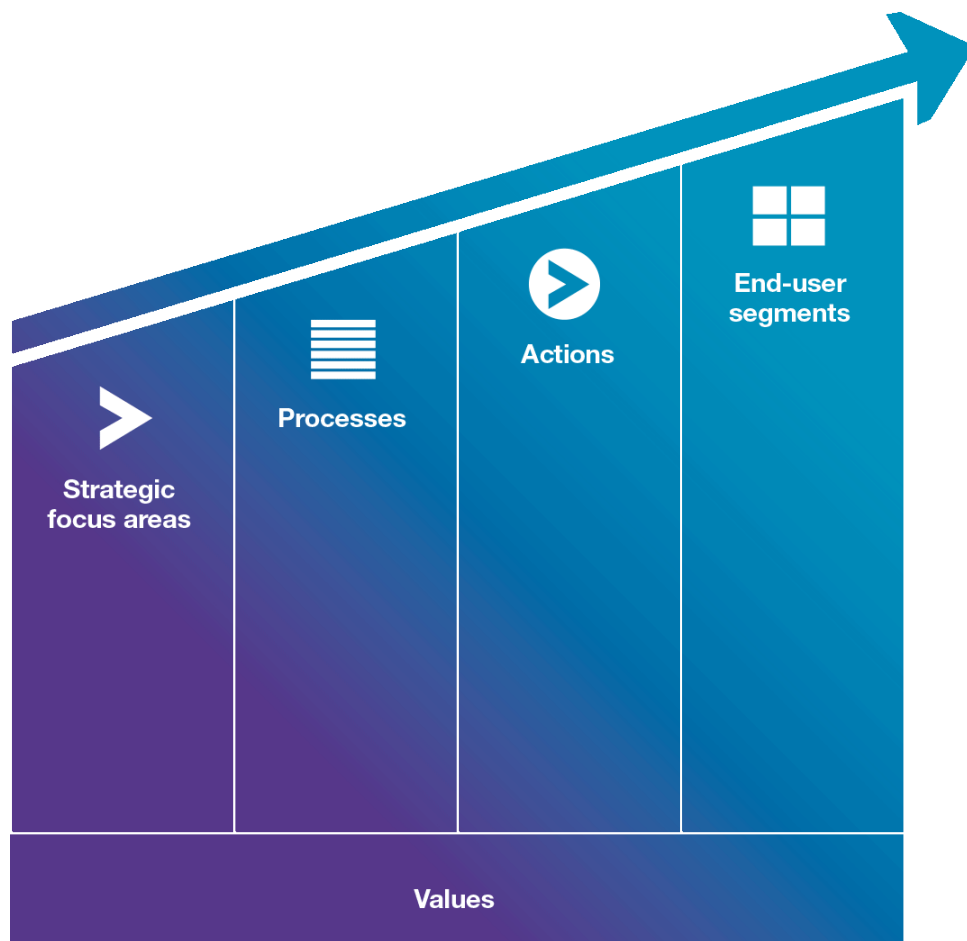 Strategic
focus areas
Processes
Actions
End-user
segments
Values